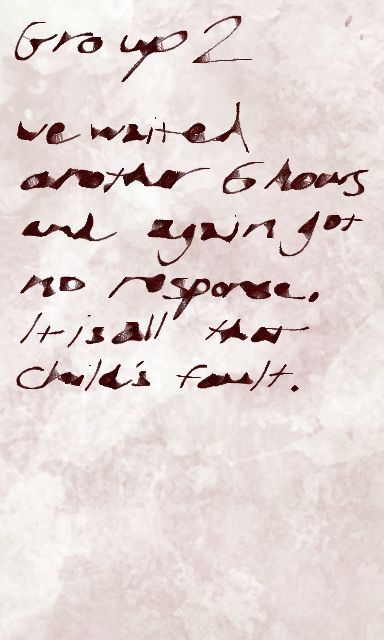 Group 2
we waited
another 6 hours
and again got
no response.
It is all that
child's fault.